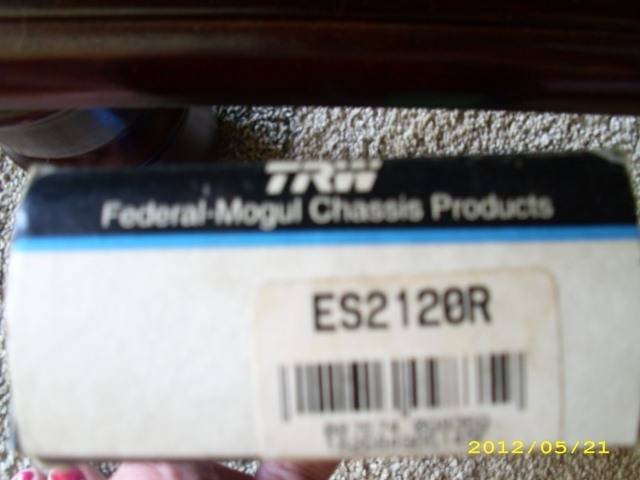 TRW
Federal-Mogul Chassis Products
ES2120R
2012/05/21